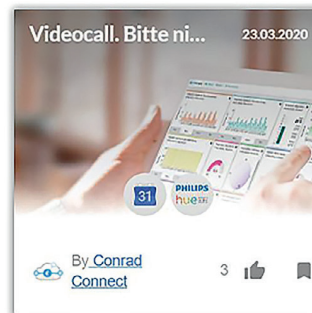 Videocall. Bitte ni...
23.03.2020
31
PHILIPS
hue
By Conrad
Connect
3